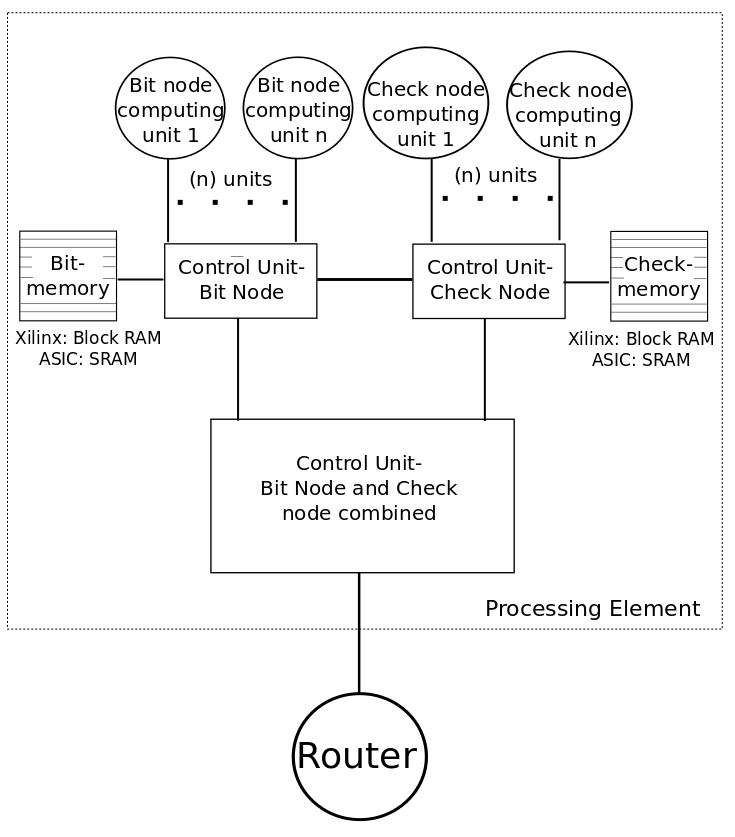 Bit node
computing
unit 1
Bit node
computing
unit n
Check node
computing
unit 1
Check node
computing
unit n
(n) units
(n) units
Bit-
memory
Control Unit-
Bit Node
Control Unit-
Check Node
Check-
memory
Xilinx: Block RAM
ASIC: SRAM
Xilinx: Block RAM
ASIC: SRAM
Control Unit-
Bit Node and Check
node combined
Processing Element
Router